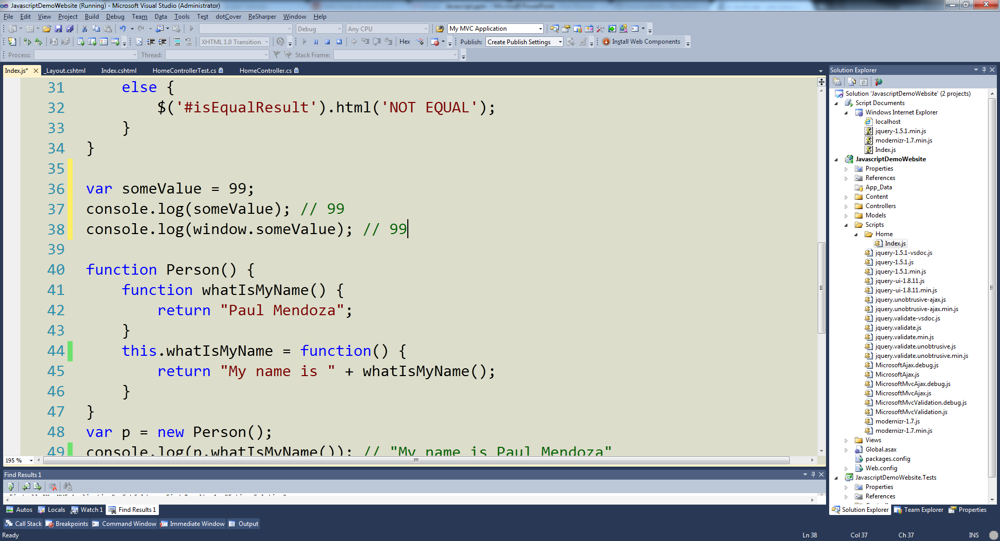 JavascriptDemoWebsite (Running) - Microsoft Visual Studio (Administrator)
File Edit View Project Build Debug Team Data Tools Test dotCover ReSharper Window Help
Debug Any CPU My MVC Application
XHTML 1.0 Transition Hex Publish: Create Publish Settings Install Web Components
Process: Thread: Stack Frame:
Index.js* _Layout.cshtml Index.cshtml HomeControllerTest.cs HomeController.cs
31 else {
32 $('#isEqualResult').html('NOT EQUAL');
33 }
34 }
35
36 var someValue = 99;
37 console.log(someValue); // 99
38 console.log(window.someValue); // 99
39
40 function Person() {
41 function whatIsMyName() {
42 return "Paul Mendoza";
43 }
44 this.whatIsMyName = function() {
45 return "My name is " + whatIsMyName();
46 }
47 }
48 var p = new Person();
49 console.log(p.whatIsMyName()); // "My name is Paul Mendoza"
195 %
Solution Explorer
Solution 'JavascriptDemoWebsite' (2 projects)
Script Documents
Windows Internet Explorer
localhost
jquery-1.5.1.min.js
modernizr-1.7.min.js
Index.js
JavascriptDemoWebsite
Properties
References
App_Data
Content
Controllers
Models
Scripts
Home
Index.js
jquery-1.5.1-vsdoc.js
jquery-1.5.1.js
jquery-1.5.1.min.js
jquery-ui-1.8.11.js
jquery-ui-1.8.11.min.js
jquery.unobtrusive-ajax.js
jquery.unobtrusive-ajax.min.js
jquery.validate-vsdoc.js
jquery.validate.js
jquery.validate.min.js
jquery.validate.unobtrusive.js
jquery.validate.unobtrusive.min.js
MicrosoftAjax.debug.js
MicrosoftAjax.js
MicrosoftMvcAjax.debug.js
MicrosoftMvcAjax.js
MicrosoftMvcValidation.debug.js
MicrosoftMvcValidation.js
modernizr-1.7.js
modernizr-1.7.min.js
Views
Global.asax
packages.config
Web.config
JavascriptDemoWebsite.Tests
Properties
References
Solution Explorer Team Explorer Properties
Find Results 1
Autos Locals Watch 1 Find Results 1
Call Stack Breakpoints Command Window Immediate Window Output
Ready Ln 38 Col 37 Ch 37 INS